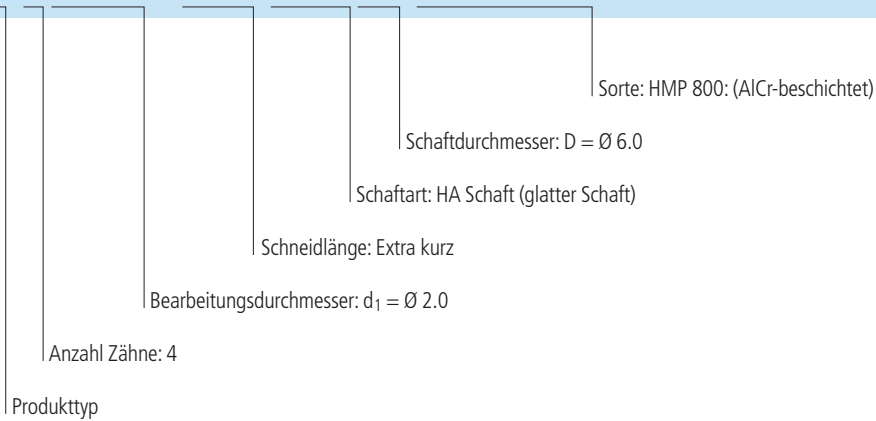 Sorte: HMP 800: (AlCr-beschichtet)
Schaftdurchmesser: D = Ø 6.0
Schaftart: HA Schaft (glatter Schaft)
Schneidlänge: Extra kurz
Bearbeitungsdurchmesser: d₁ = Ø 2.0
Anzahl Zähne: 4
Produkttyp